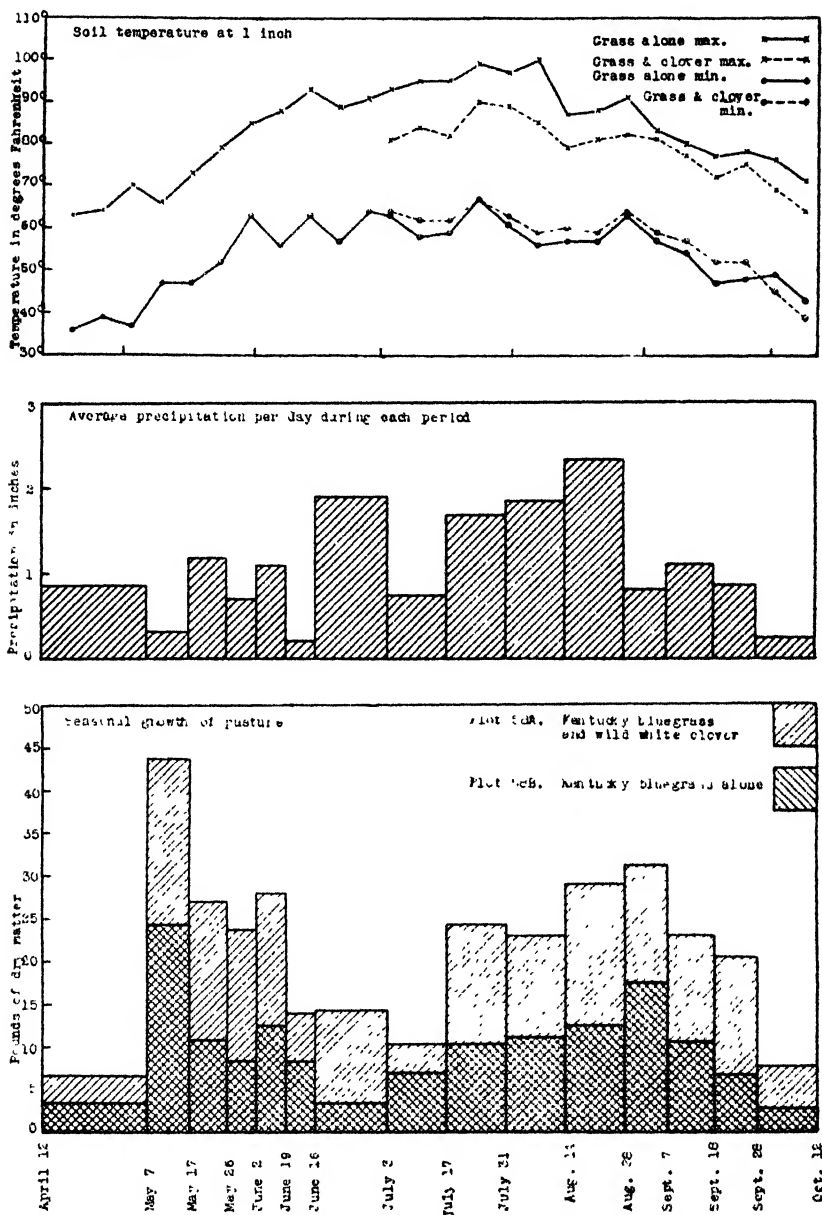 Soil temperature at 1 inch
Grass alone max.
Grass & clover max.
Grass alone min.
Grass & clover min.
Temperature in degrees Fahrenheit
110°
100°
90°
80°
70°
60°
50°
40°
30°
Average precipitation per day during each period
Precipitation in inches
3
2
1
0
Seasonal growth of pasture
Kentucky bluegrass
and wild white clover
Plot
Kentucky bluegrass alone
Pounds of dry matter
50
45
40
35
30
25
20
15
10
5
0
April 12
May 7
May 17
May 26
June 2
June 19
June 16
July 2
July 17
July 31
Aug. 14
Aug. 28
Sept. 7
Sept. 18
Sept. 28
Oct. 12